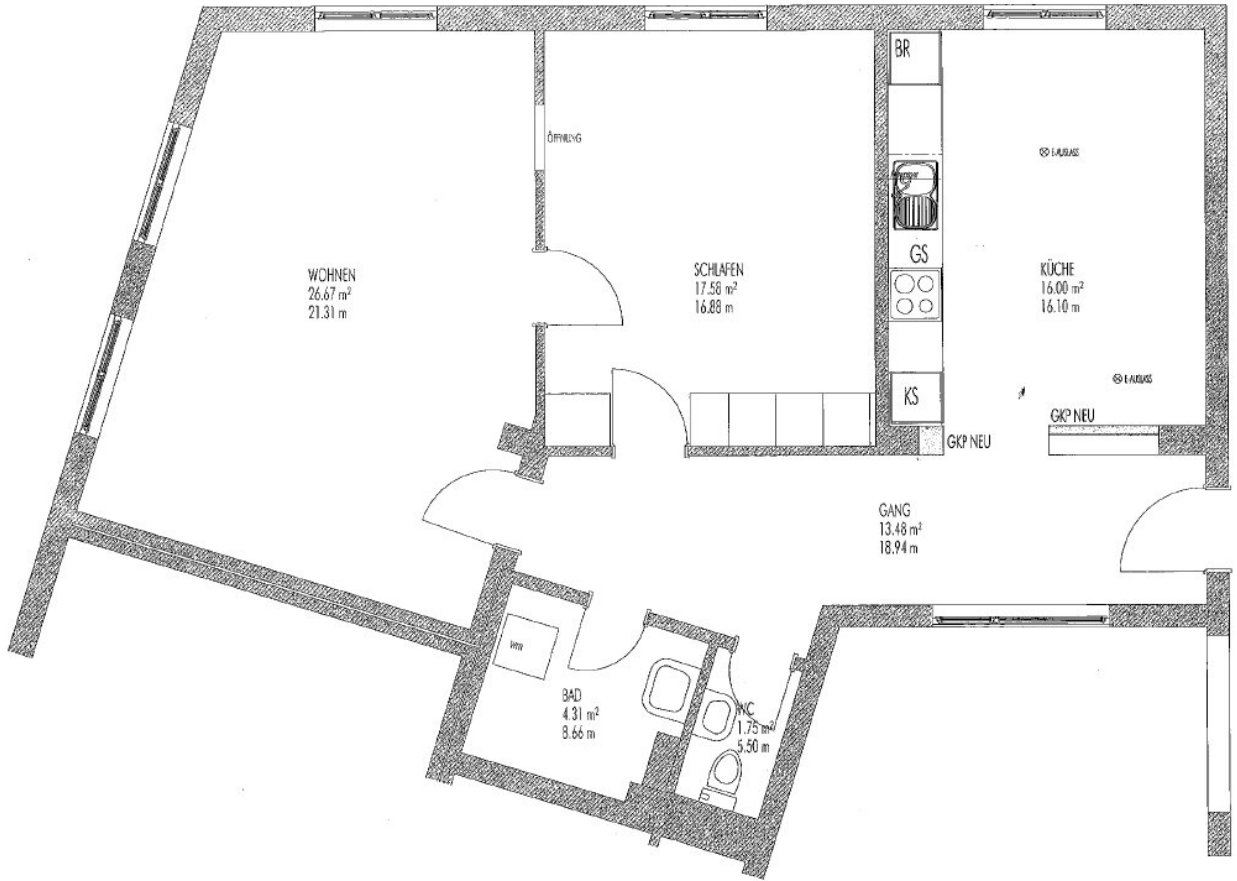 BR
ÖFFNUNG
E-AUSLASS
GS
WOHNEN
26.67 m²
21.31 m
SCHLAFEN
17.58 m²
16.88 m
KÜCHE
16.00 m²
16.10 m
E-AUSLASS
KS
GKP NEU
GKP NEU
GANG
13.48 m²
18.94 m
WM
BAD
4.31 m²
8.66 m
WC
1.75 m²
5.50 m